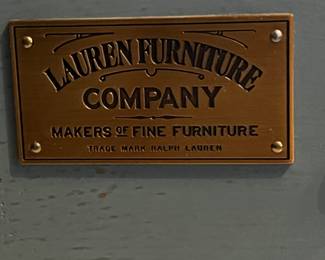 LAUREN FURNITURE
COMPANY
MAKERS OF FINE FURNITURE
TRADE MARK RALPH LAUREN